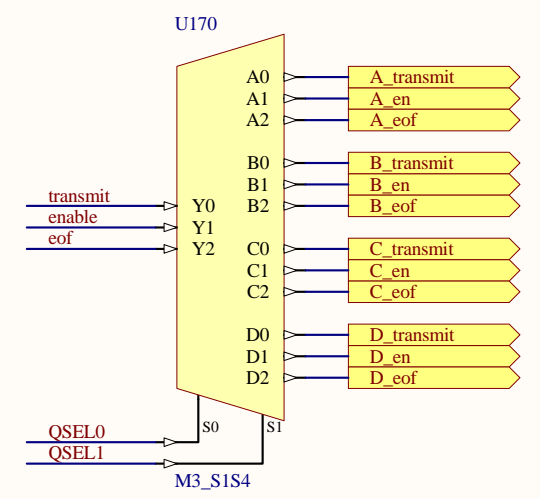 U170
A0 A_transmit
A1 A_en
A2 A_eof
B0 B_transmit
B1 B_en
transmit Y0 B2 B_eof
enable Y1
eof Y2 C0 C_transmit
C1 C_en
C2 C_eof
D0 D_transmit
D1 D_en
D2 D_eof
S0 S1
QSEL0
QSEL1
M3_S1S4